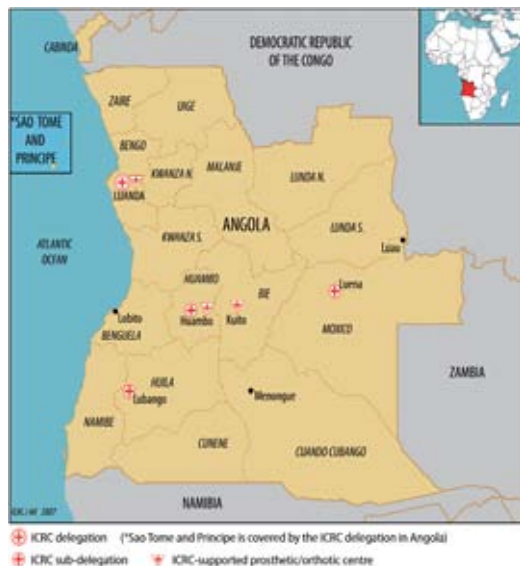 CABINDA
DEMOCRATIC REPUBLIC
OF THE CONGO
ZAIRE
UIGE
*SAO TOME
AND
PRINCIPE
BENGO
KWANZA N.
MALANJE
LUNDA N.
LUANDA
ANGOLA
LUNDA S.
KWANZA S.
Luau
ATLANTIC
OCEAN
HUAMBO
BIE
Luena
Lobito
Huambo
Kuito
BENGUELA
MOXICO
ZAMBIA
HUILA
Lubango
Menongue
NAMIBE
CUNENE
CUANDO CUBANGO
NAMIBIA
ICRC / AR 2007
ICRC delegation (*Sao Tome and Principe is covered by the ICRC delegation in Angola)
ICRC sub-delegation ICRC-supported prosthetic/orthotic centre